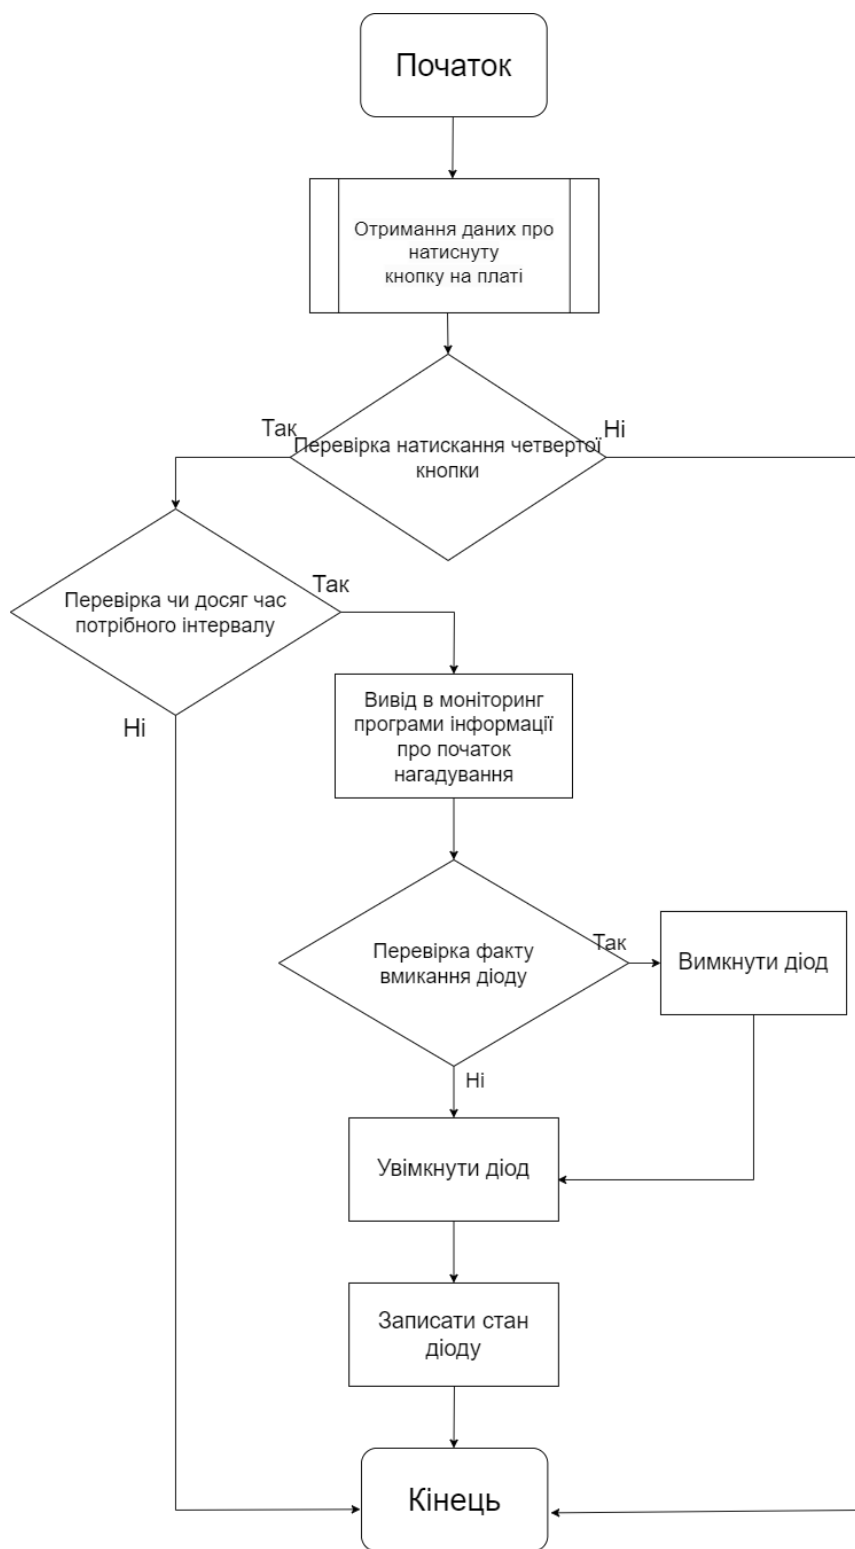 Початок
Отримання даних про
натиснуту
кнопку на платі
Так
Ні
Перевірка натискання четвертої
кнопки
Так
Перевірка чи досяг час
потрібного інтервалу
Ні
Вивід в моніторинг
програми інформації
про початок
нагадування
Перевірка факту
вмикання діоду
Так
Вимкнути діод
Ні
Увімкнути діод
Записати стан
діоду
Кінець